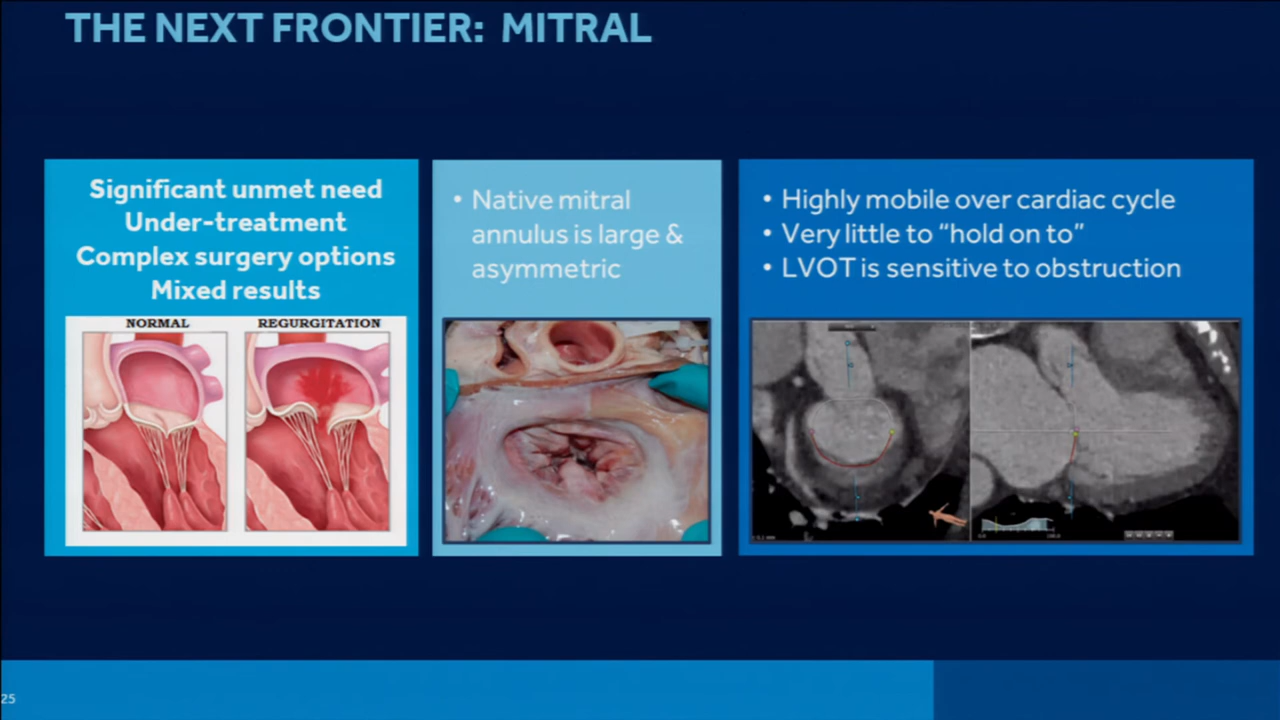 THE NEXT FRONTIER: MITRAL
Significant unmet need
Under-treatment
Complex surgery options
Mixed results
NORMAL
REGURGITATION
• Native mitral
annulus is large &
asymmetric
• Highly mobile over cardiac cycle
• Very little to “hold on to”
• LVOT is sensitive to obstruction
25